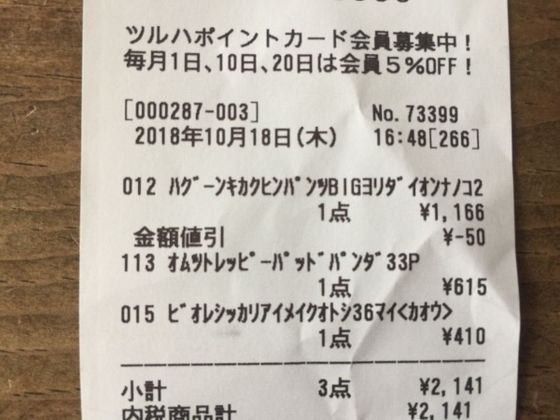 ツルハポイントカード会員募集中!
毎月1日、10日、20日は会員5%OFF!
[000287-003] No.73399
2018年10月18日(木) 16:48[266]
012 ﾊｸﾞｰﾝｷｶｸﾋﾝﾊﾟﾝﾂBIGﾖﾘﾀﾞｲｵﾝﾅﾉｺ2
1点 ¥1,166
金額値引 ¥-50
113 ｵﾑﾂﾄﾚｯﾋﾟｰﾊﾟｯﾄﾞﾊﾟﾝﾀﾞ33P
1点 ¥615
015 ﾋﾞｵﾚｼｯｶﾘｱｲﾒｲｸｵﾄｼ36ﾏｲ<ｶｵｳ>
1点 ¥410
小計 3点 ¥2,141
内税商品計 ¥2,141